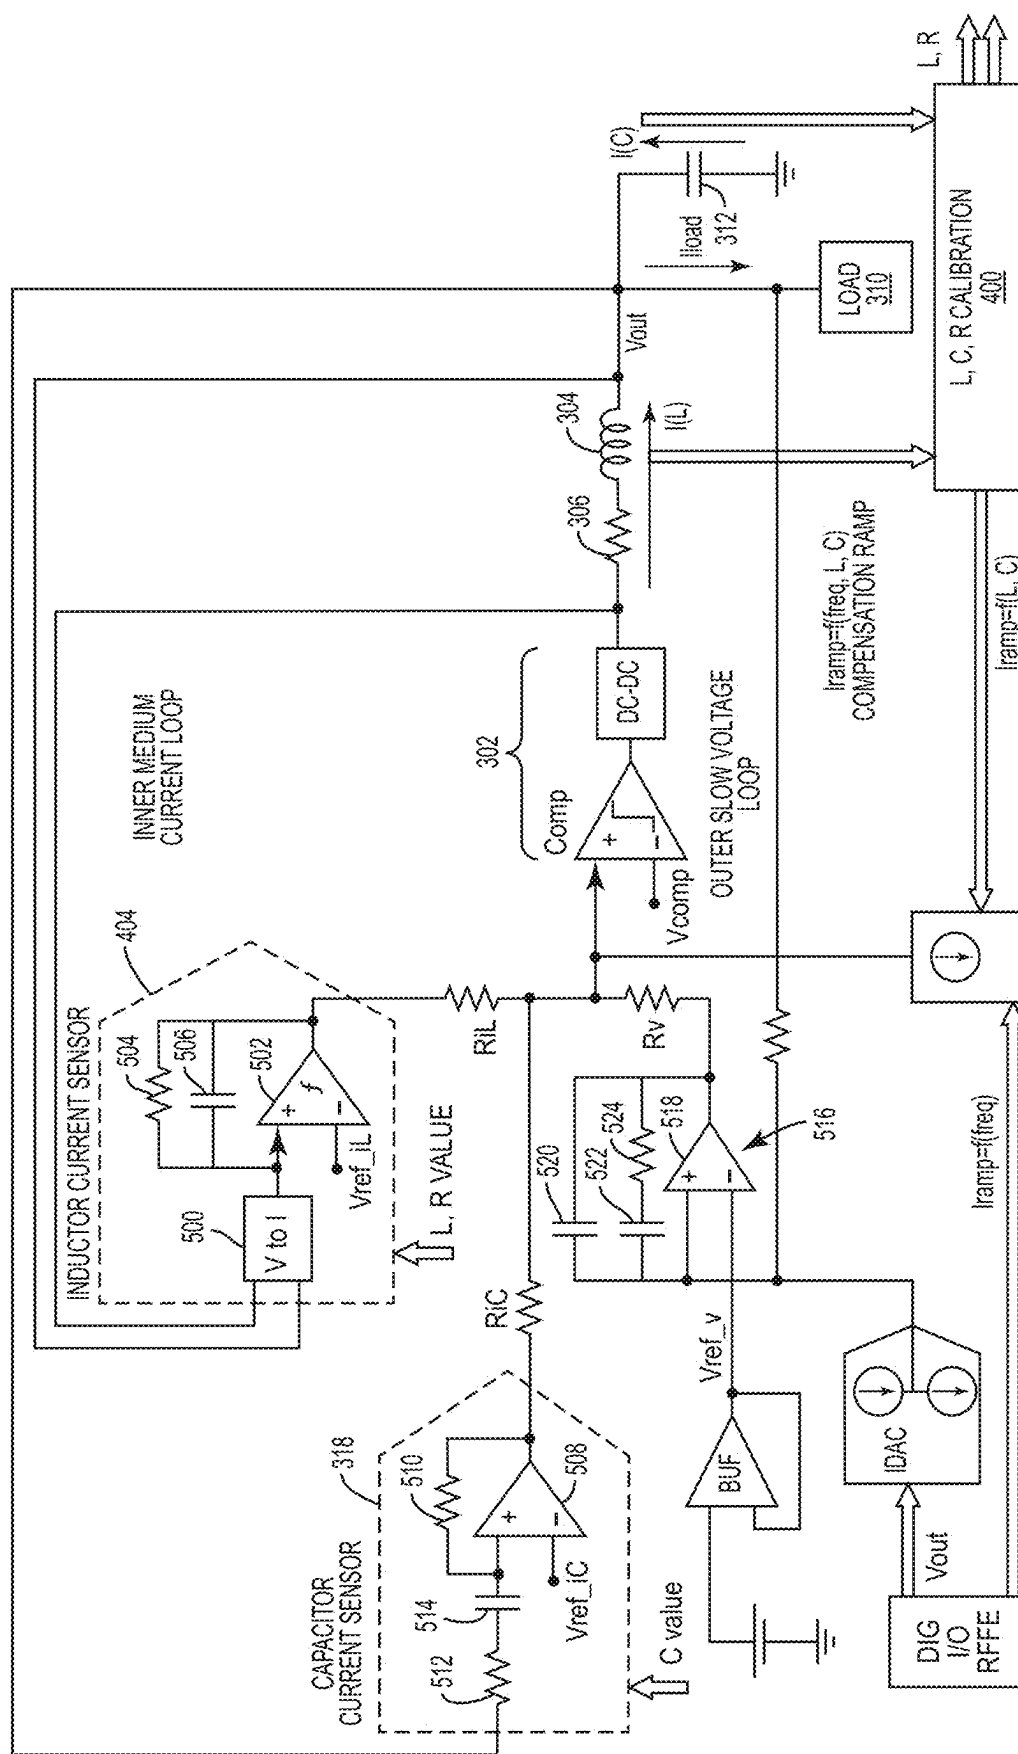 INDUCTOR CURRENT SENSOR
504
506
502
500
V to I
+
f
−
Vref_iL
404
L, R VALUE
INNER MEDIUM
CURRENT LOOP
CAPACITOR
CURRENT SENSOR
318
510
508
512
514
+
−
Vref_iC
C value
RiC
RiL
Rv
520
522
524
518
516
+
−
Vref_v
BUF
Comp
+
−
Vcomp
302
DC-DC
OUTER SLOW VOLTAGE
LOOP
306
304
I(L)
Vout
Iload
312
I(C)
LOAD
310
L, R
L, C, R CALIBRATION
400
Iramp=f(freq, L, C)
COMPENSATION RAMP
Iramp=f(L, C)
Iramp=f(freq)
IDAC
Vout
DIG
I/O
RFFE